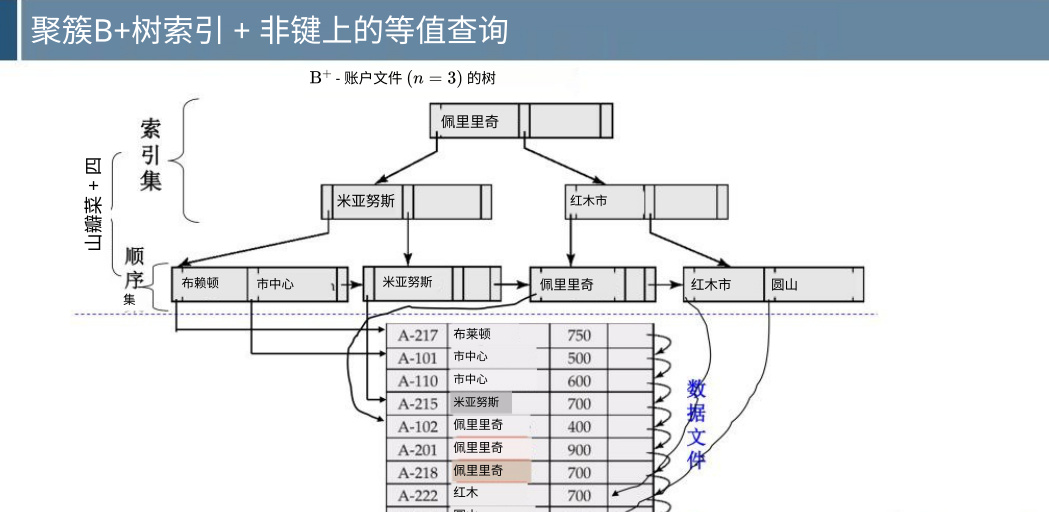 聚簇B+树索引 + 非键上的等值查询
B+ - 账户文件 (n = 3) 的树
索引集
佩里里奇
山瓣菜 + 四
米亚努斯
红木市
顺序集
布赖顿 市中心
米亚努斯
佩里里奇
红木市 圆山
A-217 布莱顿 750
A-101 市中心 500
A-110 市中心 600
A-215 米亚努斯 700
A-102 佩里里奇 400
A-201 佩里里奇 900
A-218 佩里里奇 700
A-222 红木 700
数据文件